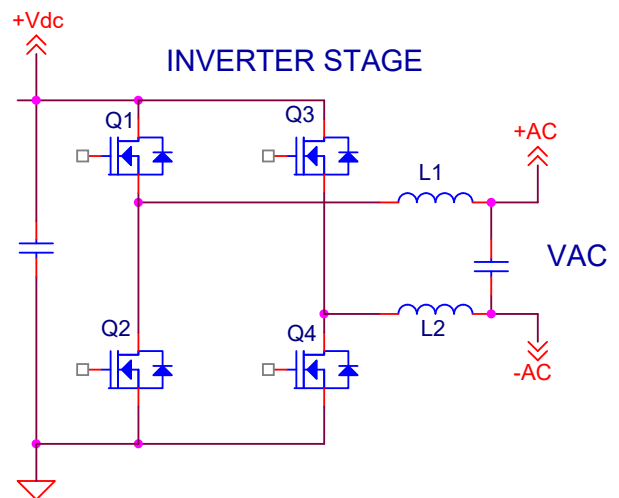 +Vdc
INVERTER STAGE
Q1
Q3
+AC
L1
VAC
Q2
Q4
L2
-AC